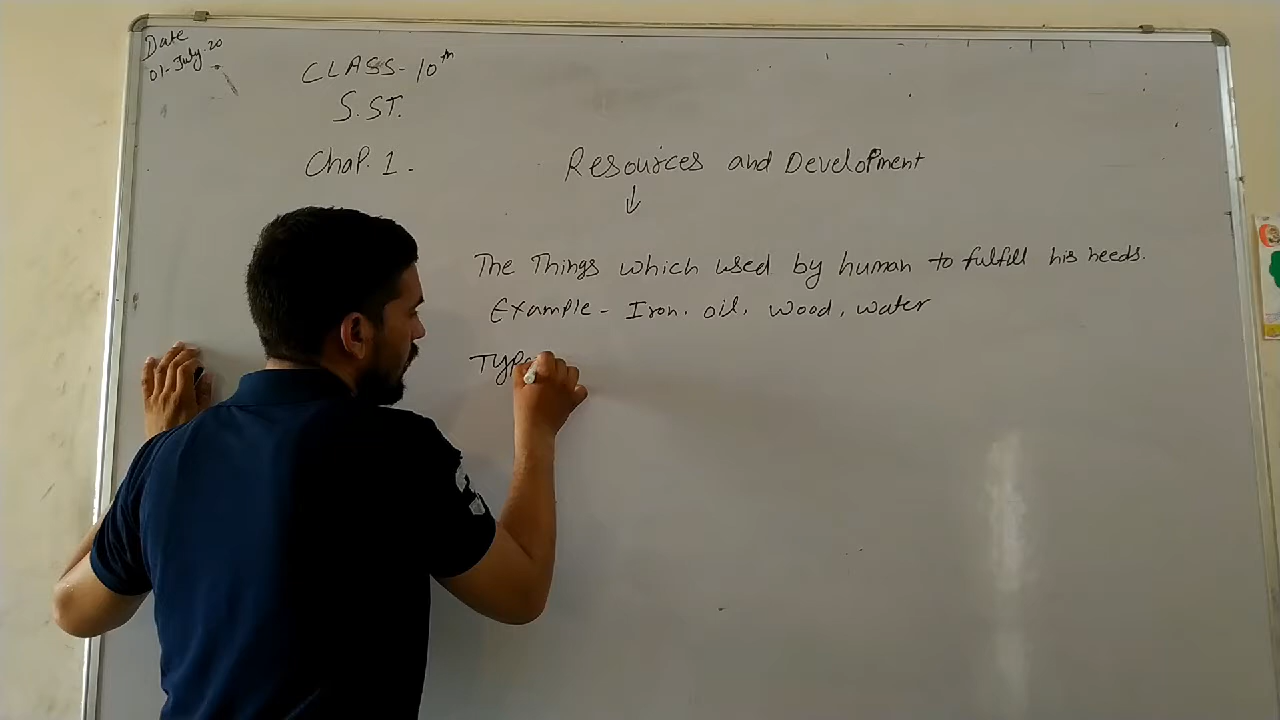 Date
01-July.20
CLASS-10th
S.ST.
Chap. 1.
Resources and Development
The Things which used by human to fulfill his needs.
Example - Iron. oil, wood, water
Type